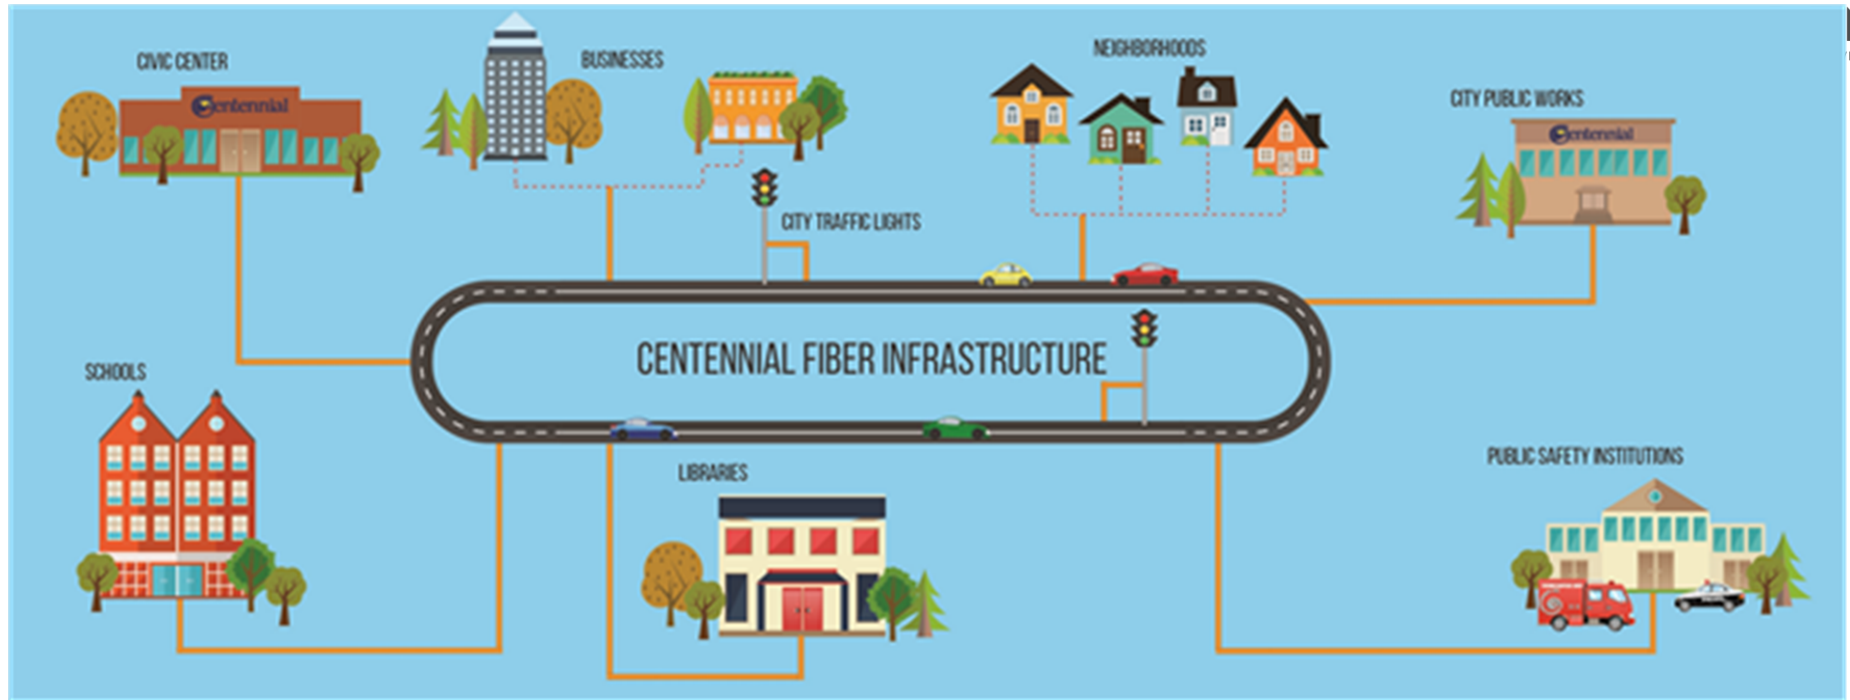 CIVIC CENTER
Centennial
BUSINESSES
NEIGHBORHOODS
CITY PUBLIC WORKS
Centennial
CITY TRAFFIC LIGHTS
CENTENNIAL FIBER INFRASTRUCTURE
SCHOOLS
LIBRARIES
PUBLIC SAFETY INSTITUTIONS